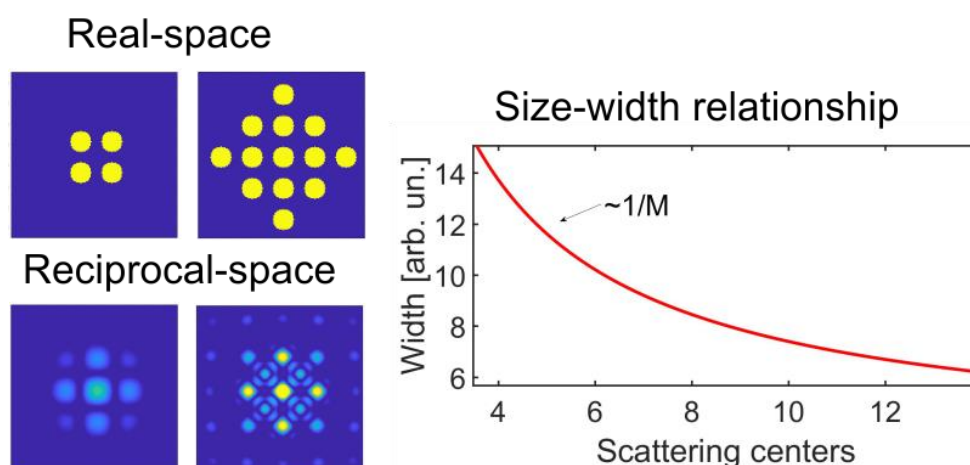 Real-space
Reciprocal-space
Size-width relationship
Width [arb. un.]
14
12
10
8
6
~1/M
4
6
8
10
12
Scattering centers